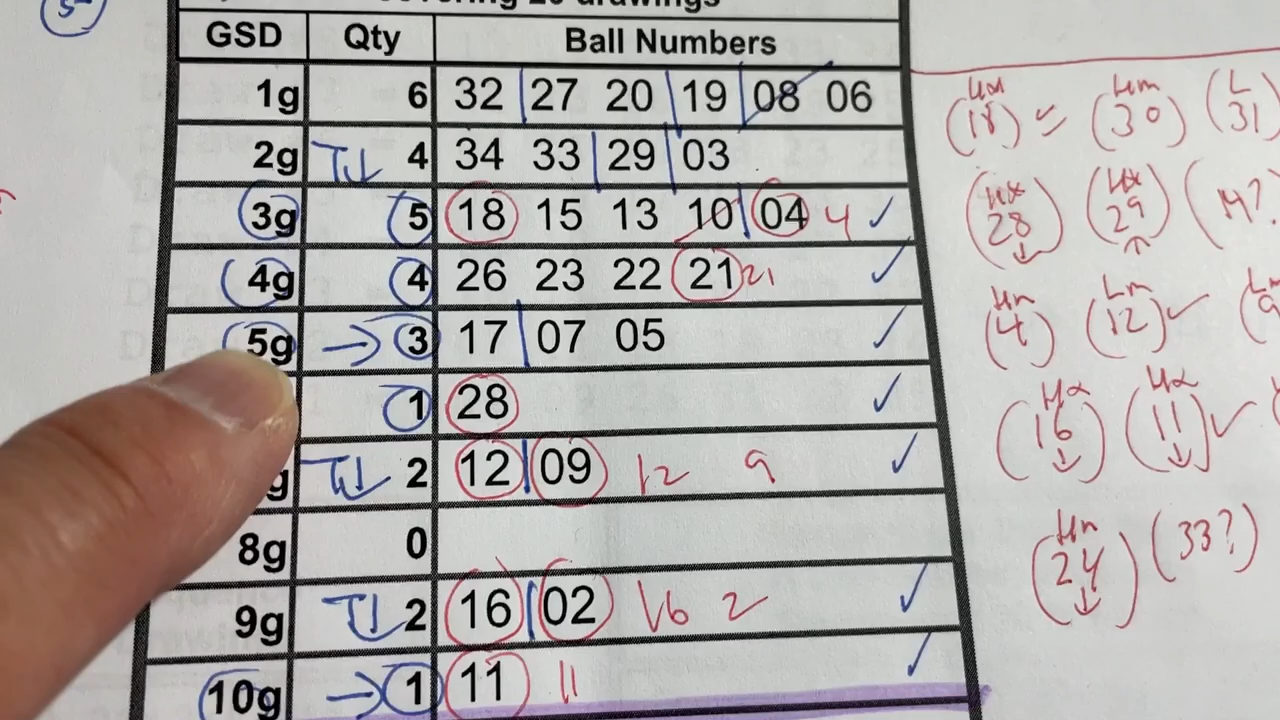 5
GSD Qty Ball Numbers
1g 6 32 27 20 19 08 06
2g 4 34 33 29 03
3g 5 18 15 13 10 04 4
4g 4 26 23 22 21 21
5g 3 17 07 05
1 28
g 2 12 09 12 9
8g 0
9g 2 16 02 16 2
10g 1 11 11
(18) (30) (31
(28) (29) (14?
(4) (12) (9
(16) (11)
(24) (33?)